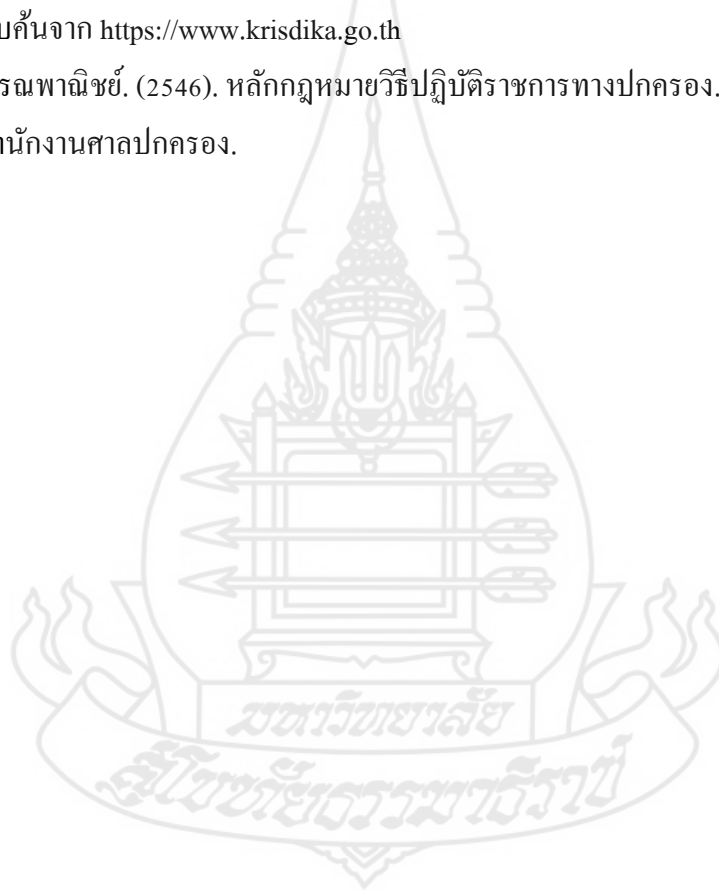 บค้นจาก https://www.krisdika.go.th
รณพาณิชย์. (2546). หลักกฎหมายวิธีปฏิบัติราชการทางปกครอง.
านักงานศาลปกครอง.
มหาวิทยาลัย
สุโขทัยธรรมาธิราช